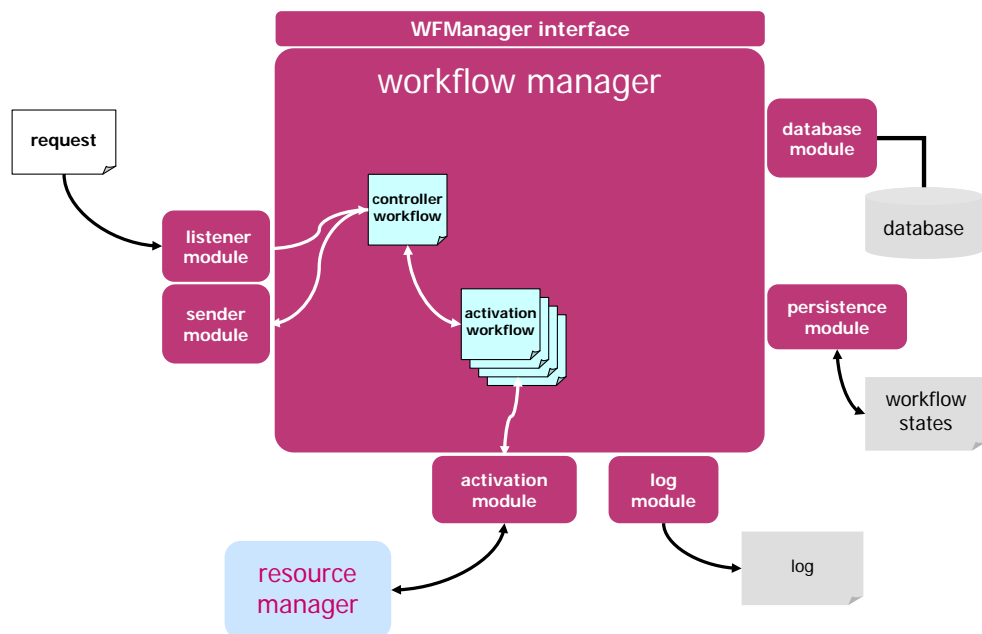 WFManager interface
workflow manager
request
database
module
controller
workflow
listener
module
database
sender
module
activation
workflow
persistence
module
workflow
states
activation
module
log
module
resource
manager
log